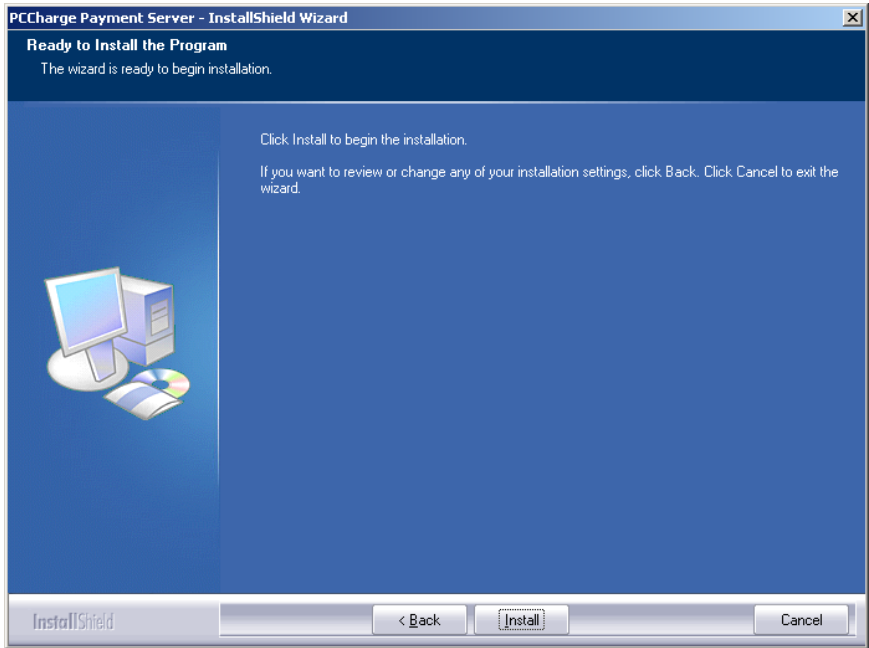 PCCharge Payment Server - InstallShield Wizard
Ready to Install the Program
The wizard is ready to begin installation.
Click Install to begin the installation.
If you want to review or change any of your installation settings, click Back. Click Cancel to exit the
wizard.
InstallShield
< Back
Install
Cancel